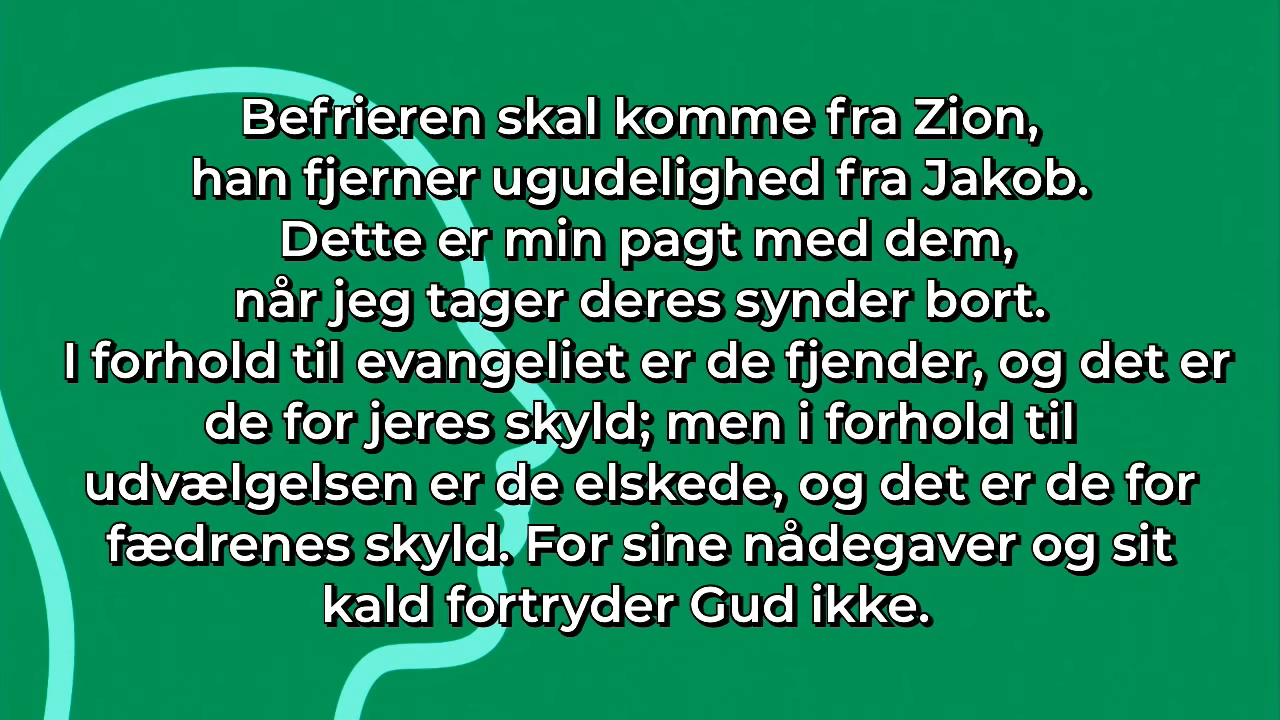 Befrieren skal komme fra Zion,
han fjerner ugudelighed fra Jakob.
Dette er min pagt med dem,
når jeg tager deres synder bort.
I forhold til evangeliet er de fjender, og det er
de for jeres skyld; men i forhold til
udvælgelsen er de elskede, og det er de for
fædrenes skyld. For sine nådegaver og sit
kald fortryder Gud ikke.